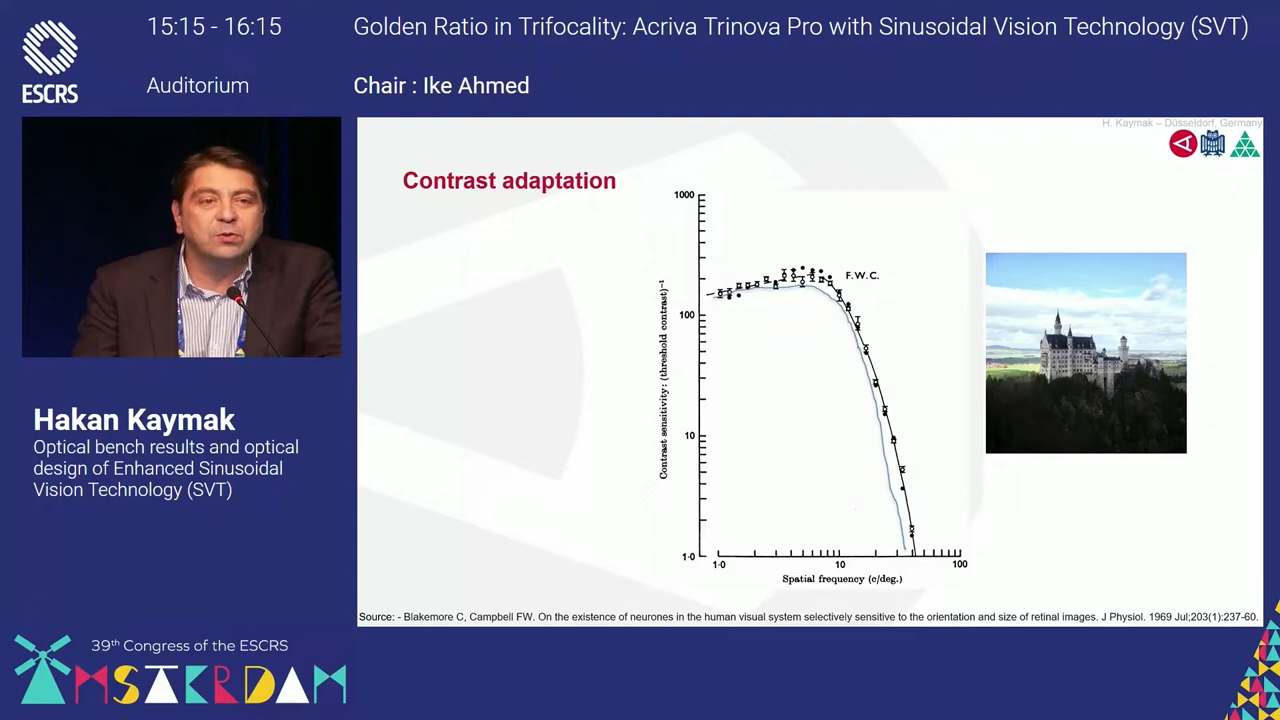 15:15 - 16:15
Golden Ratio in Trifocality: Acriva Trinova Pro with Sinusoidal Vision Technology (SVT)
ESCRS
Auditorium
Chair : Ike Ahmed
H. Kaymak – Düsseldorf, Germany
Contrast adaptation
1000
100
10
1·0
Contrast sensitivity: (threshold contrast)⁻¹
F.W.C.
1·0
10
100
Spatial frequency (c/deg.)
Source: - Blakemore C, Campbell FW. On the existence of neurones in the human visual system selectively sensitive to the orientation and size of retinal images. J Physiol. 1969 Jul;203(1):237-60.
Hakan Kaymak
Optical bench results and optical
design of Enhanced Sinusoidal
Vision Technology (SVT)
39th Congress of the ESCRS
AMSTERDAM